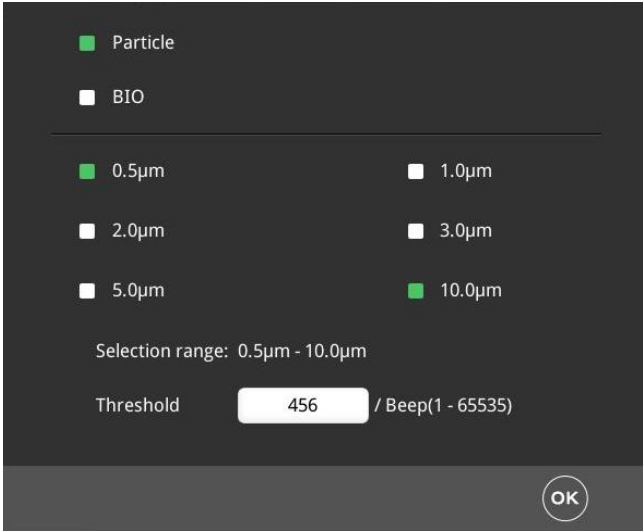 Particle
BIO
0.5μm 1.0μm
2.0μm 3.0μm
5.0μm 10.0μm
Selection range: 0.5μm - 10.0μm
Threshold 456 / Beep(1 - 65535)
OK